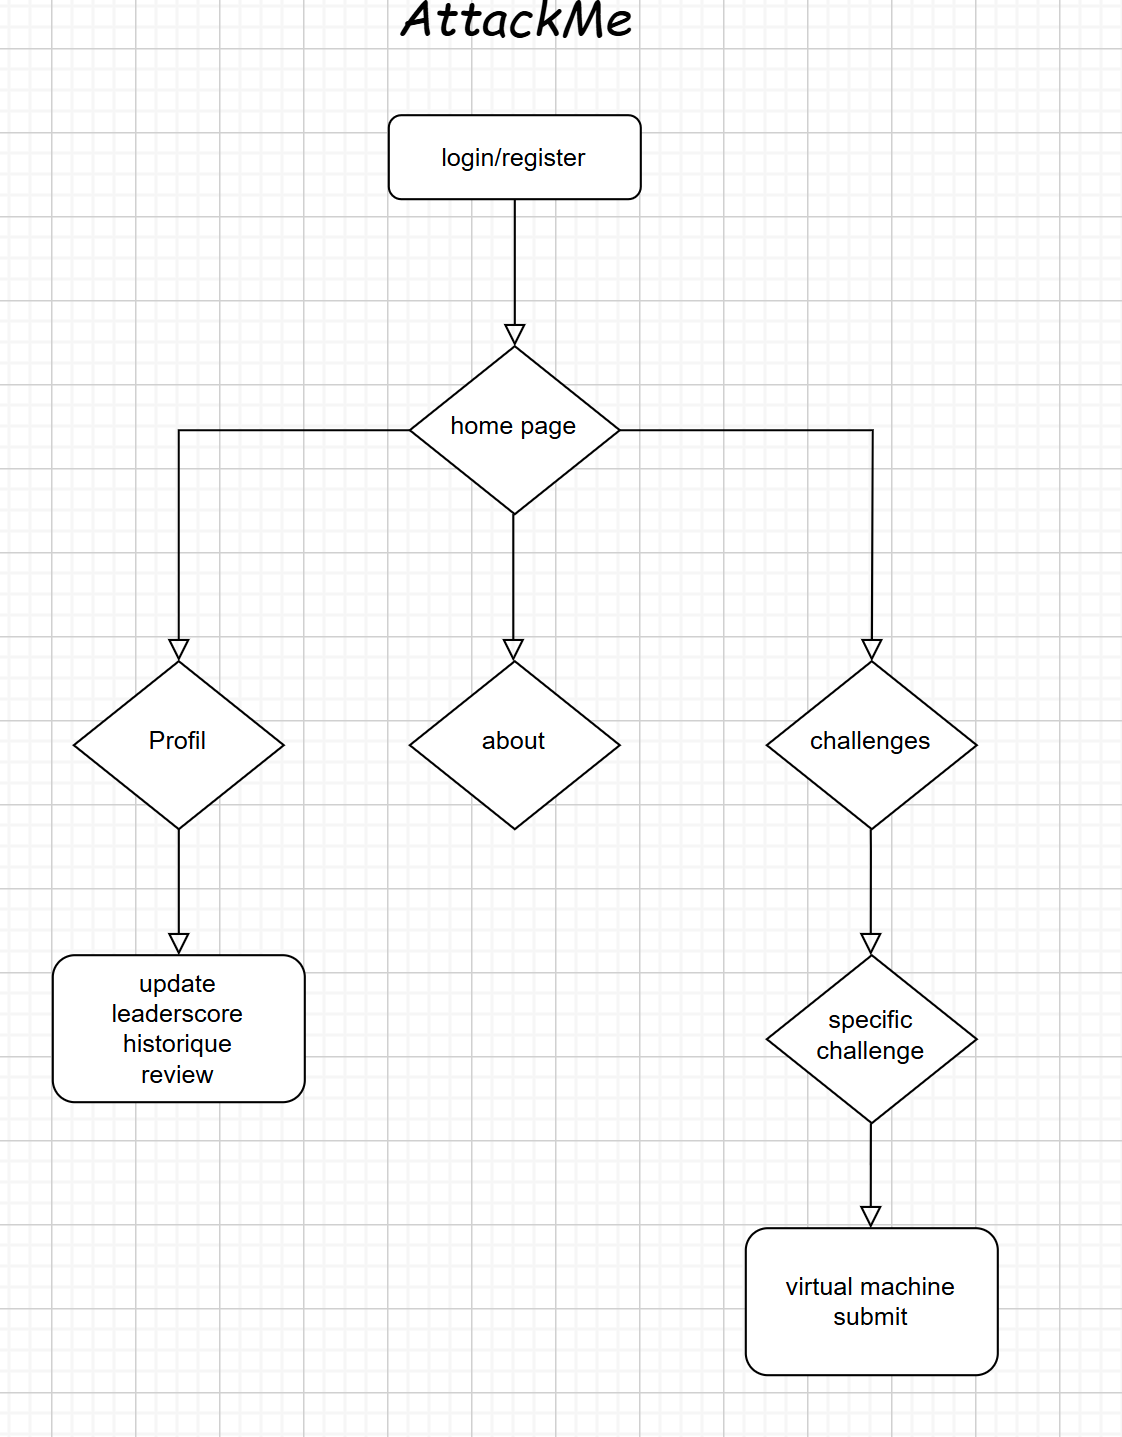 AttackMe
login/register
home page
Profil
about
challenges
update
leaderscore
historique
review
specific
challenge
virtual machine
submit